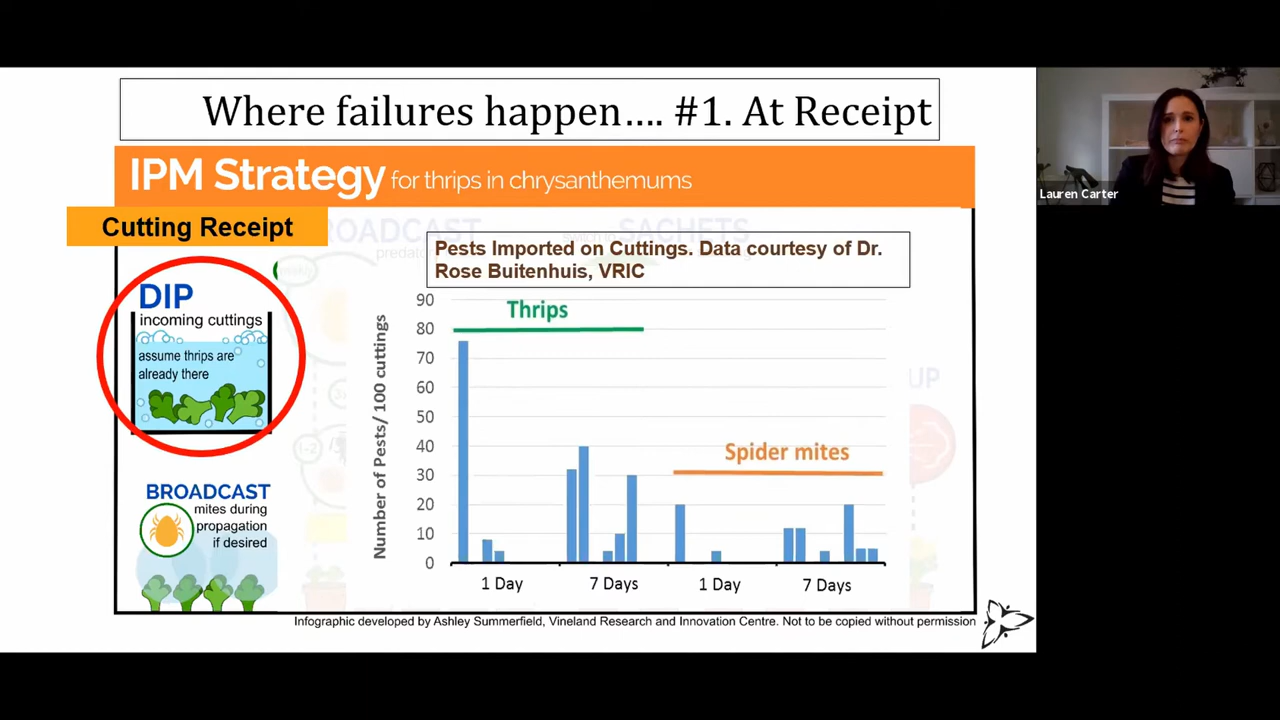 Where failures happen…. #1. At Receipt
IPM Strategy for thrips in chrysanthemums
Cutting Receipt
DIP
incoming cuttings
assume thrips are
already there
BROADCAST
mites during
propagation
if desired
ROADCAST
SACHETS
Pests Imported on Cuttings. Data courtesy of Dr.
Rose Buitenhuis, VRIC
Number of Pests/100 cuttings
90
80
70
60
50
40
30
20
10
0
Thrips
Spider mites
1 Day
7 Days
1 Day
7 Days
UP
Infographic developed by Ashley Summerfield, Vineland Research and Innovation Centre. Not to be copied without permission
Lauren Carter